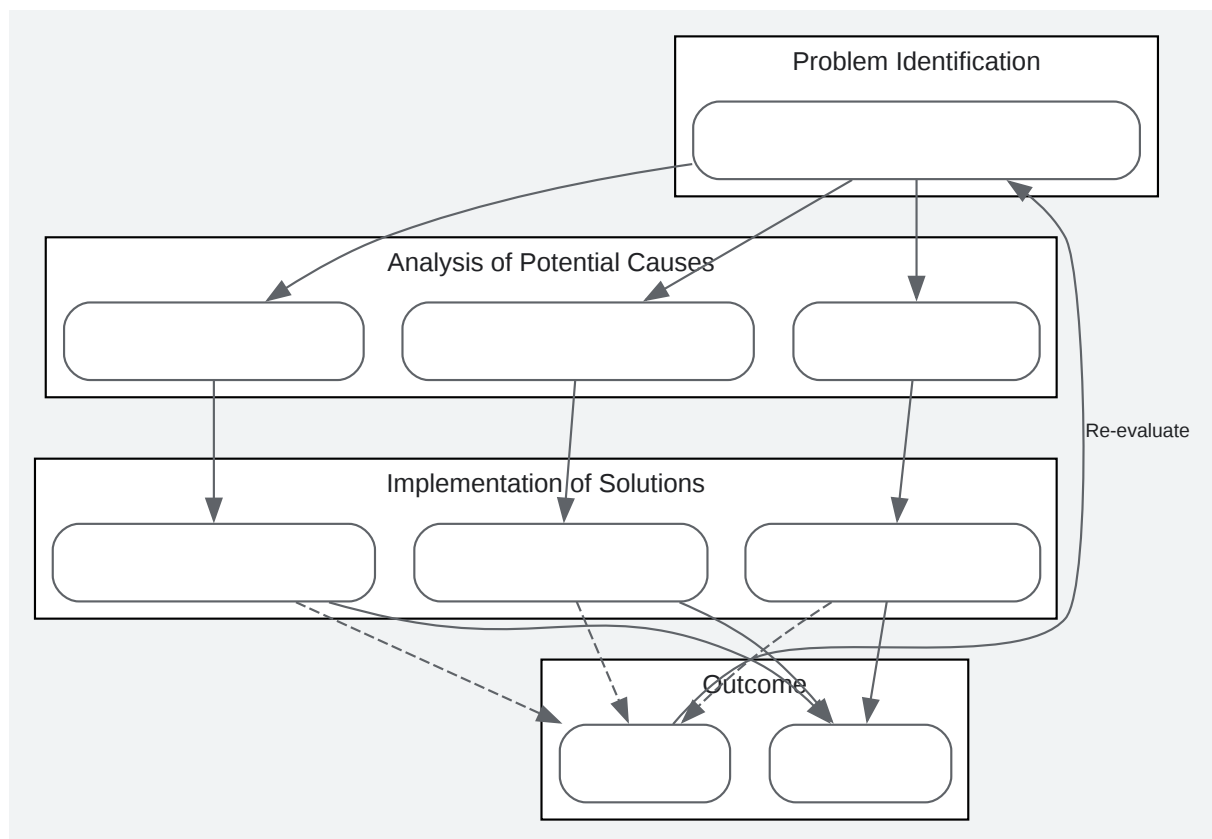 Problem Identification
Analysis of Potential Causes
Re-evaluate
Implementation of Solutions
Outcome